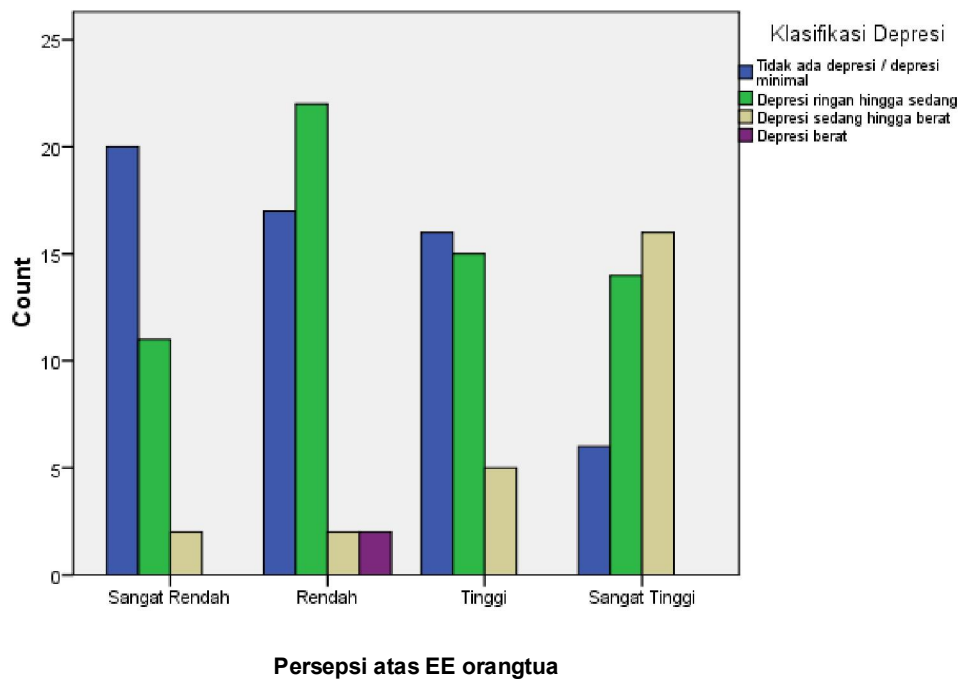 Klasifikasi Depresi
Tidak ada depresi / depresi
minimal
Depresi ringan hingga sedang
Depresi sedang hingga berat
Depresi berat
25
20
15
10
5
0
Count
Sangat Rendah
Rendah
Tinggi
Sangat Tinggi
Persepsi atas EE orangtua